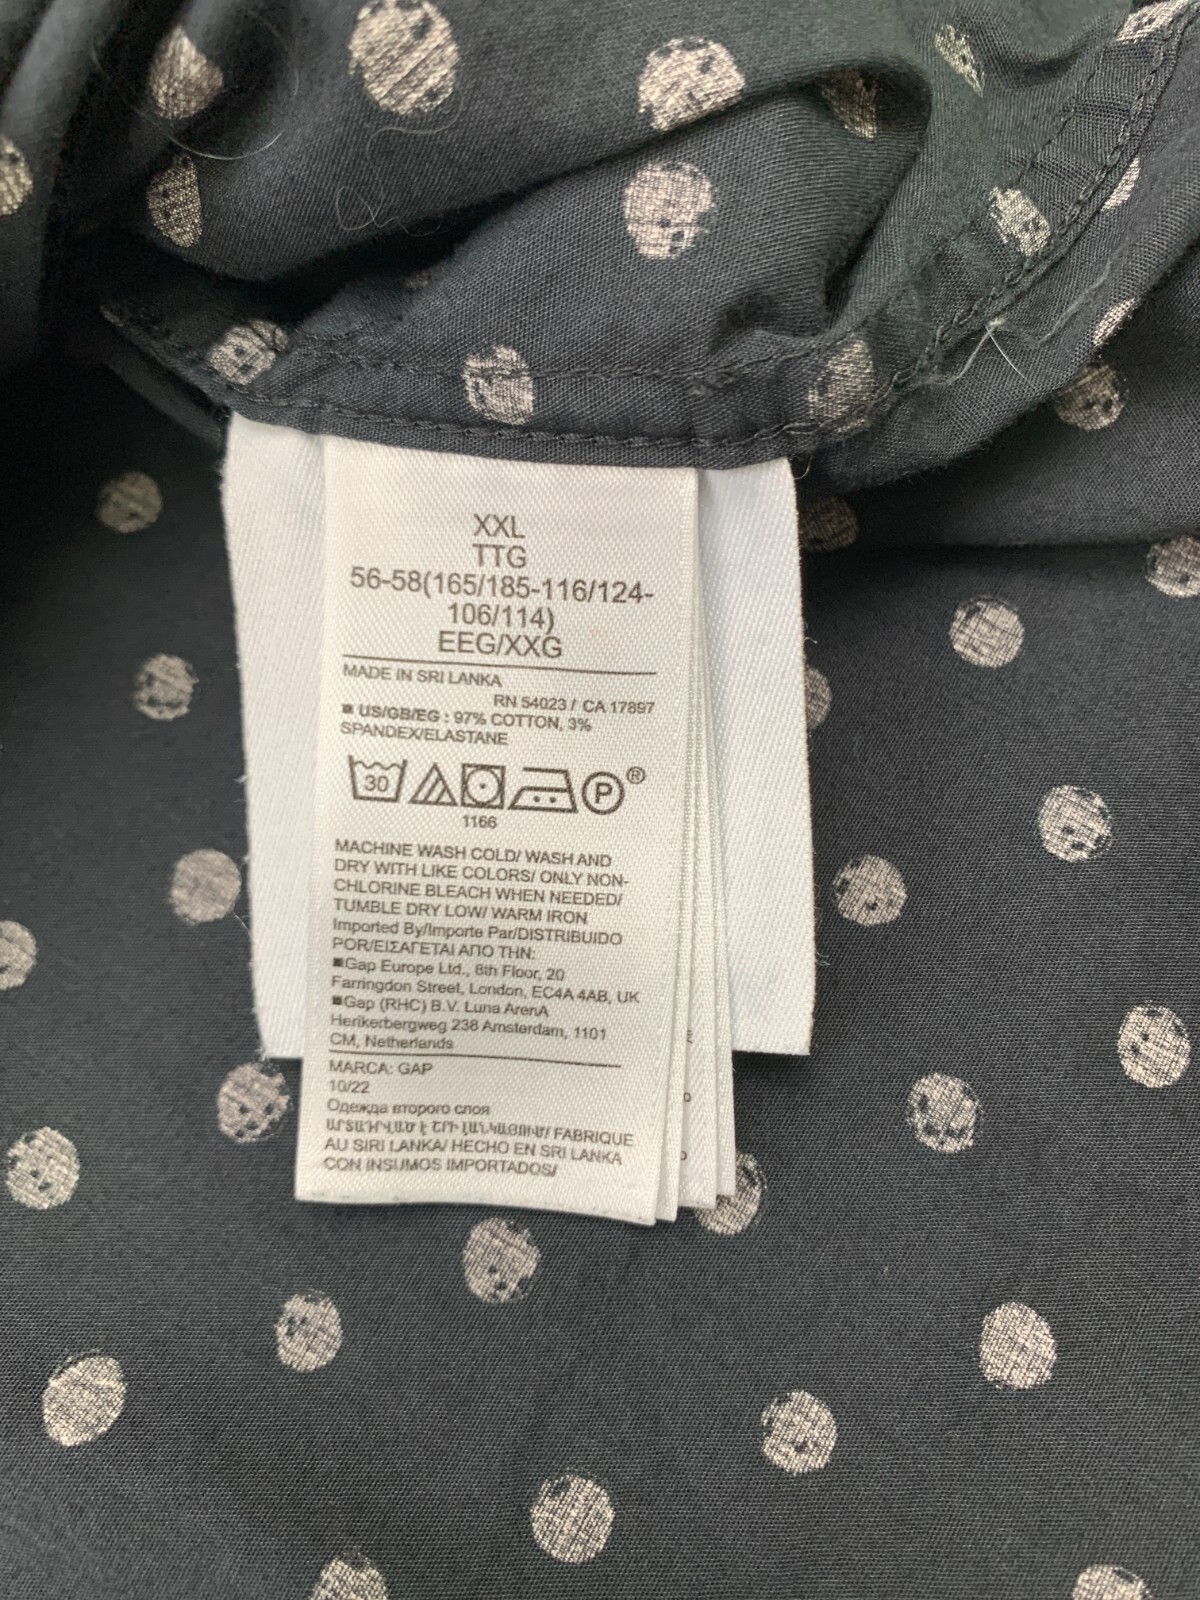 XXL
TTG
56-58(165/185-116/124-
106/114)
EEG/XXG
MADE IN SRI LANKA
RN 54023 / CA 17897
■ US/GB/EG : 97% COTTON, 3%
SPANDEX/ELASTANE
30
P ®
1166
MACHINE WASH COLD/ WASH AND
DRY WITH LIKE COLORS/ ONLY NON-
CHLORINE BLEACH WHEN NEEDED/
TUMBLE DRY LOW/ WARM IRON
Imported By/Importe Par/DISTRIBUIDO
POR/ΕΙΣΑΓΕΤΑΙ ΑΠΟ ΤΗΝ:
■Gap Europe Ltd., 8th Floor, 20
Farringdon Street, London, EC4A 4AB, UK
■Gap (RHC) B.V. Luna ArenA
Herikerbergweg 238 Amsterdam, 1101
CM, Netherlands
MARCA: GAP
10/22
Одежда второго слоя
ԱՐՏԱԴՐՎԱԾ Է ՇՐԻ ԼԱՆԿԱՅՈՒՄ/ FABRIQUE
AU SIRI LANKA/ HECHO EN SRI LANKA
CON INSUMOS IMPORTADOS/